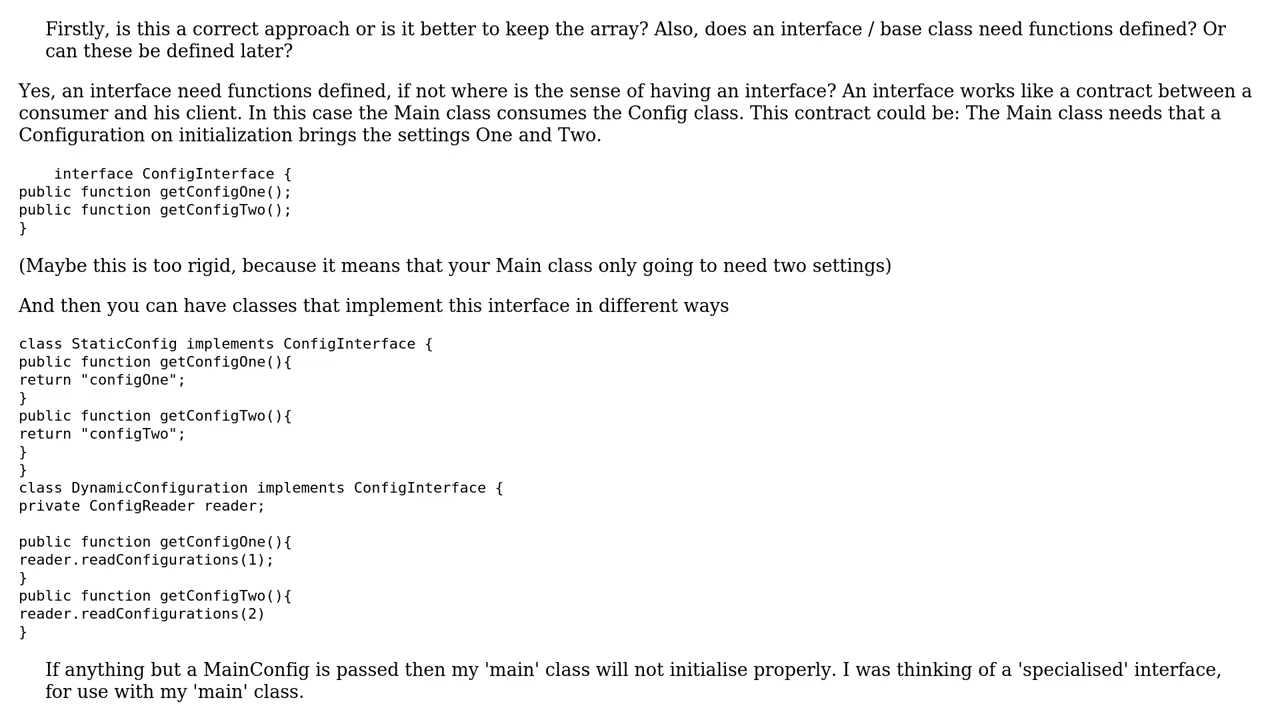 Firstly, is this a correct approach or is it better to keep the array? Also, does an interface / base class need functions defined? Or
can these be defined later?
Yes, an interface need functions defined, if not where is the sense of having an interface? An interface works like a contract between a
consumer and his client. In this case the Main class consumes the Config class. This contract could be: The Main class needs that a
Configuration on initialization brings the settings One and Two.
    interface ConfigInterface {
public function getConfigOne();
public function getConfigTwo();
}
(Maybe this is too rigid, because it means that your Main class only going to need two settings)
And then you can have classes that implement this interface in different ways
class StaticConfig implements ConfigInterface {
public function getConfigOne(){
return "configOne";
}
public function getConfigTwo(){
return "configTwo";
}
}
class DynamicConfiguration implements ConfigInterface {
private ConfigReader reader;
public function getConfigOne(){
reader.readConfigurations(1);
}
public function getConfigTwo(){
reader.readConfigurations(2)
}
If anything but a MainConfig is passed then my 'main' class will not initialise properly. I was thinking of a 'specialised' interface,
for use with my 'main' class.